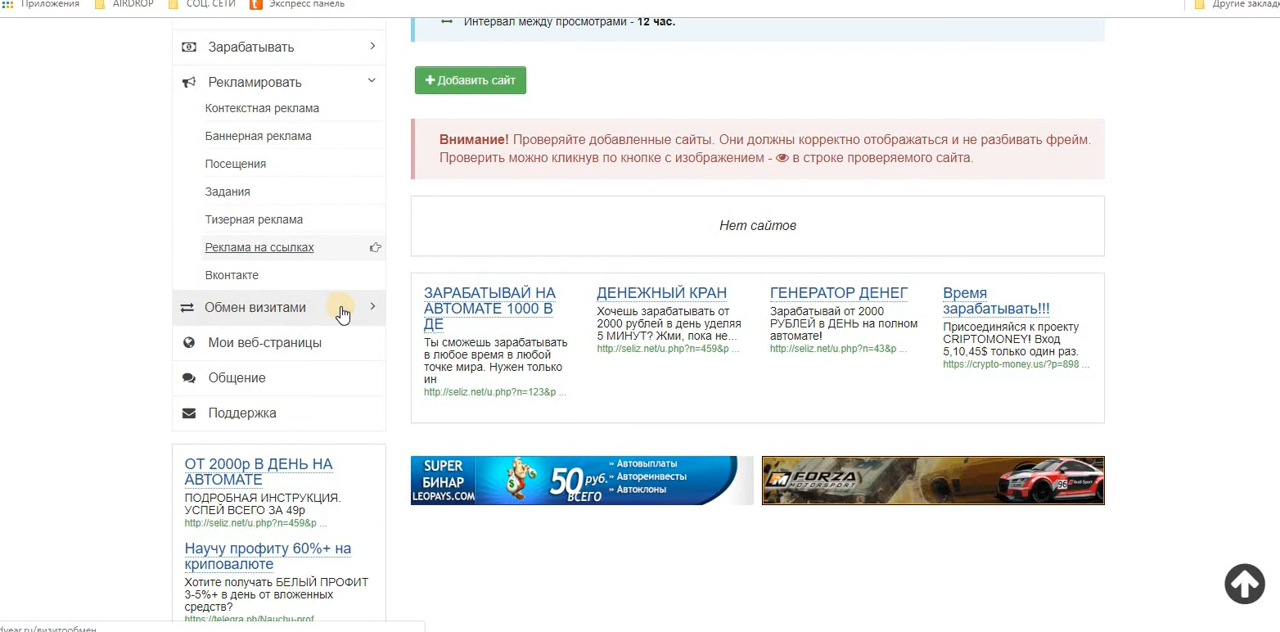 Приложения
AIRDROP
СОЦ. СЕТИ
Экспресс панель
Другие заклад
Интервал между просмотрами - 12 час.
Зарабатывать
Рекламировать
Контекстная реклама
Баннерная реклама
Посещения
Задания
Тизерная реклама
Реклама на ссылках
Вконтакте
Обмен визитами
Мои веб-страницы
Общение
Поддержка
ОТ 2000р В ДЕНЬ НА
АВТОМАТЕ
ПОДРОБНАЯ ИНСТРУКЦИЯ.
УСПЕЙ ВСЕГО ЗА 49р
http://seliz.net/u.php?n=459&p ...
Научу профиту 60%+ на
криповалюте
Хотите получать БЕЛЫЙ ПРОФИТ
3-5%+ в день от вложенных
средств?
https://telegra.ph/Nauchu-prof
+ Добавить сайт
Внимание! Проверяйте добавленные сайты. Они должны корректно отображаться и не разбивать фрейм.
Проверить можно кликнув по кнопке с изображением - в строке проверяемого сайта.
Нет сайтов
ЗАРАБАТЫВАЙ НА
АВТОМАТЕ 1000 В
ДЕ
Ты сможешь зарабатывать
в любое время в любой
точке мира. Нужен только
ин
http://seliz.net/u.php?n=123&p ...
ДЕНЕЖНЫЙ КРАН
Хочешь зарабатывать от
2000 рублей в день уделяя
5 МИНУТ? Жми, пока не...
http://seliz.net/u.php?n=459&p ...
ГЕНЕРАТОР ДЕНЕГ
Зарабатывай от 2000
РУБЛЕЙ в ДЕНЬ на полном
автомате!
http://seliz.net/u.php?n=43&p ...
Время
зарабатывать!!!
Присоединяйся к проекту
CRIPTOMONEY! Вход
5,10,45$ только один раз.
https://crypto-money.us/?p=898 ...
SUPER
БИНАР
LEOPAYS.COM
50 руб.
ВСЕГО
» Автовыплаты
» Автореинвесты
» Автоклоны
FORZA
MOTORSPORT